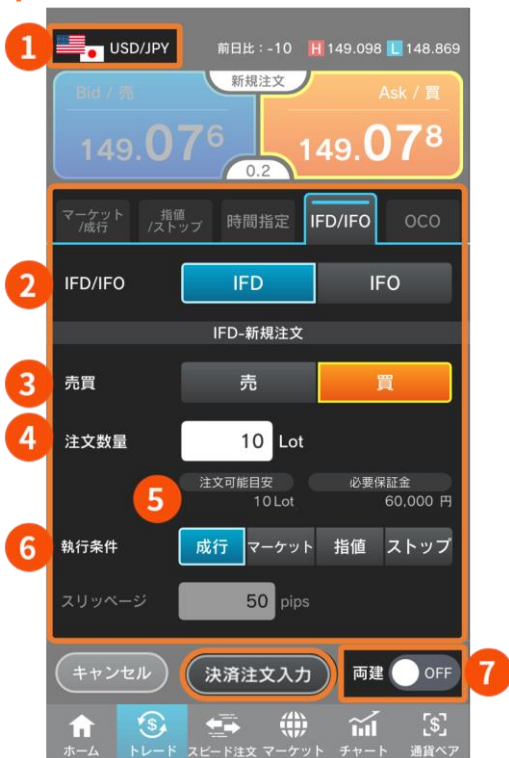 1
USD/JPY 前日比：-10 H 149.098 L 148.869
新規注文
Bid / 売 Ask / 買
149.076 149.078
0.2
マーケット/成行 指値/ストップ 時間指定 IFD/IFO OCO
2 IFD/IFO IFD IFO
IFD-新規注文
3 売買 売 買
4 注文数量 10 Lot
5 注文可能目安 必要保証金
10 Lot 60,000 円
6 執行条件 成行 マーケット 指値 ストップ
スリッページ 50 pips
キャンセル 決済注文入力 両建 OFF 7
ホーム トレード スピード注文 マーケット チャート 通貨ペア